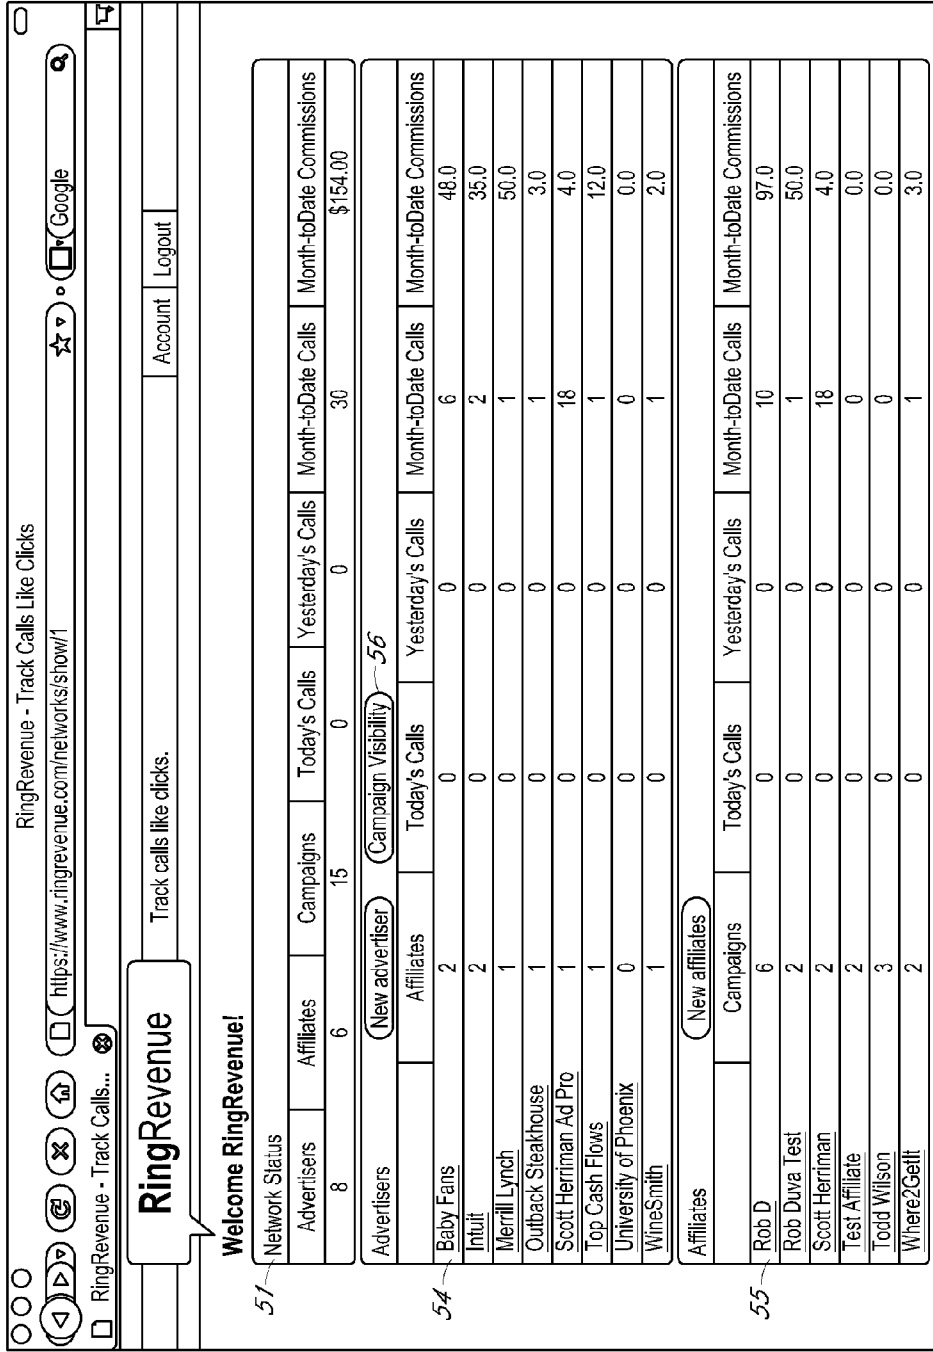 RingRevenue - Track Calls Like Clicks
https://www.ringrevenue.com/networks/show/1
Google
RingRevenue - Track Calls...
RingRevenue
Track calls like clicks.
Account Logout
Welcome RingRevenue!
51
Network Status
Advertisers Affiliates Campaigns Today's Calls Yesterday's Calls Month-toDate Calls Month-toDate Commissions
8 6 15 0 0 30 $154.00
Advertisers New advertiser Campaign Visibility 56
Affiliates Today's Calls Yesterday's Calls Month-toDate Calls Month-toDate Commissions
54
Baby Fans 2 0 0 6 48.0
Intuit 2 0 0 2 35.0
Merrill Lynch 1 0 0 1 50.0
Outback Steakhouse 1 0 0 1 3.0
Scott Herriman Ad Pro 1 0 0 18 4.0
Top Cash Flows 1 0 0 1 12.0
University of Phoenix 0 0 0 0 0.0
WineSmith 1 0 0 1 2.0
Affiliates New affiliates
Campaigns Today's Calls Yesterday's Calls Month-toDate Calls Month-toDate Commissions
55
Rob D 6 0 0 10 97.0
Rob Duva Test 2 0 0 1 50.0
Scott Herriman 2 0 0 18 4.0
Test Affiliate 2 0 0 0 0.0
Todd Wilson 3 0 0 0 0.0
Where2GetIt 2 0 0 1 3.0